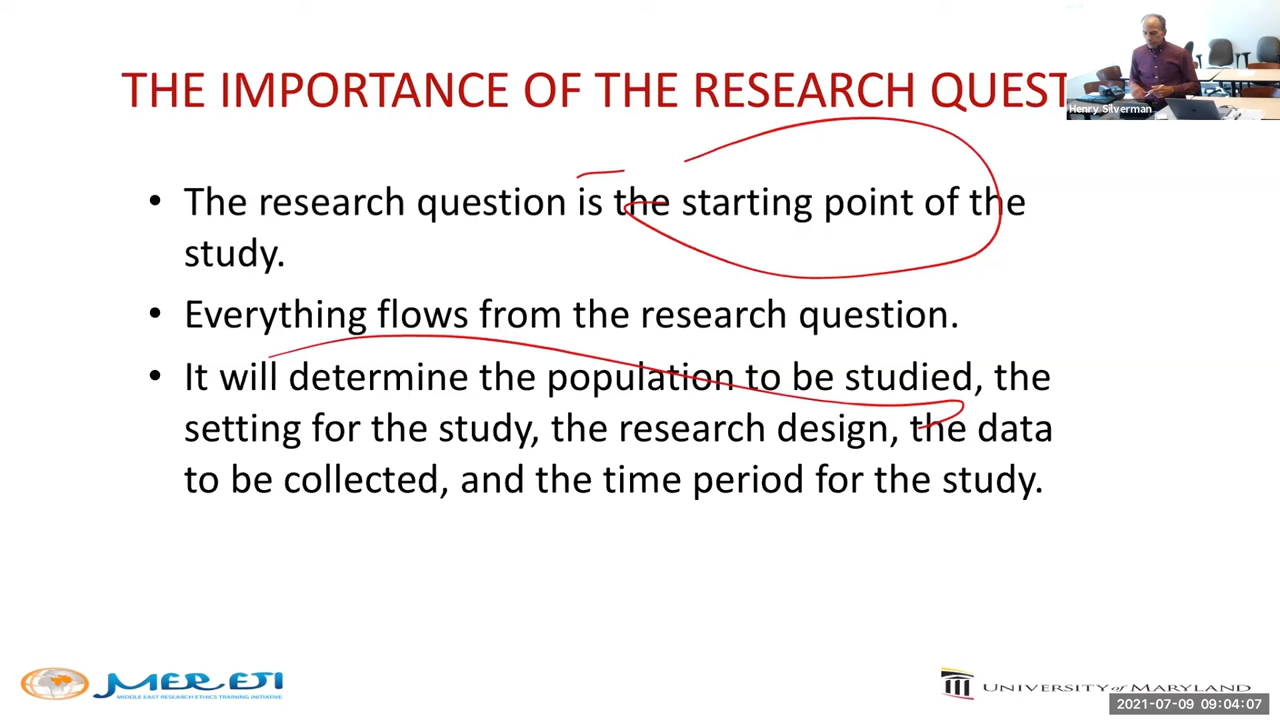 THE IMPORTANCE OF THE RESEARCH QUEST
Henry Silverman
• The research question is the starting point of the
study.
• Everything flows from the research question.
• It will determine the population to be studied, the
setting for the study, the research design, the data
to be collected, and the time period for the study.
MERETI
MIDDLE EAST RESEARCH ETHICS TRAINING INITIATIVE
UNIVERSITY of MARYLAND
2021-07-09 09:04:07